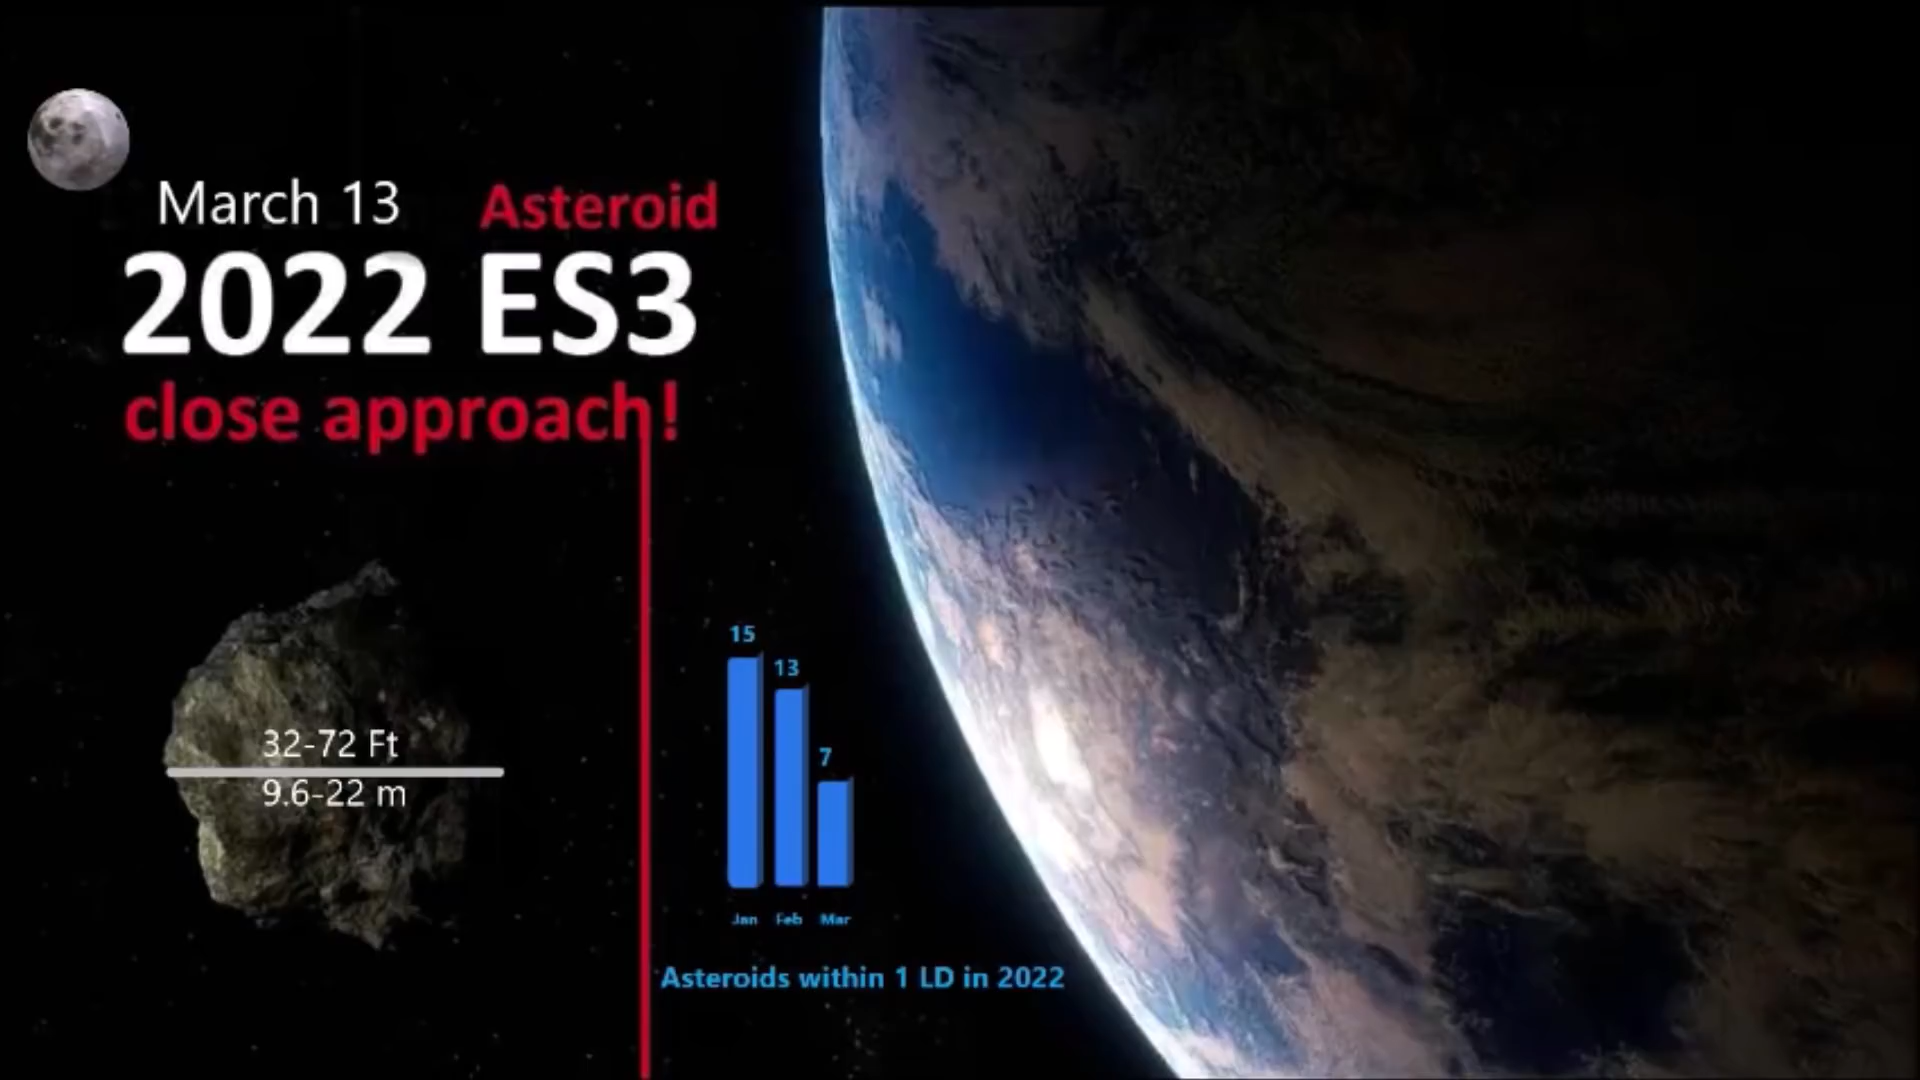 March 13 Asteroid
2022 ES3
close approach!
32-72 Ft
9.6-22 m
15
13
7
Jan Feb Mar
Asteroids within 1 LD in 2022